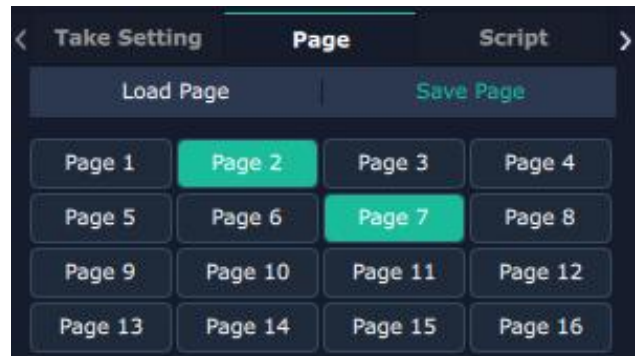 Take Setting Page Script
Load Page Save Page
Page 1 Page 2 Page 3 Page 4
Page 5 Page 6 Page 7 Page 8
Page 9 Page 10 Page 11 Page 12
Page 13 Page 14 Page 15 Page 16